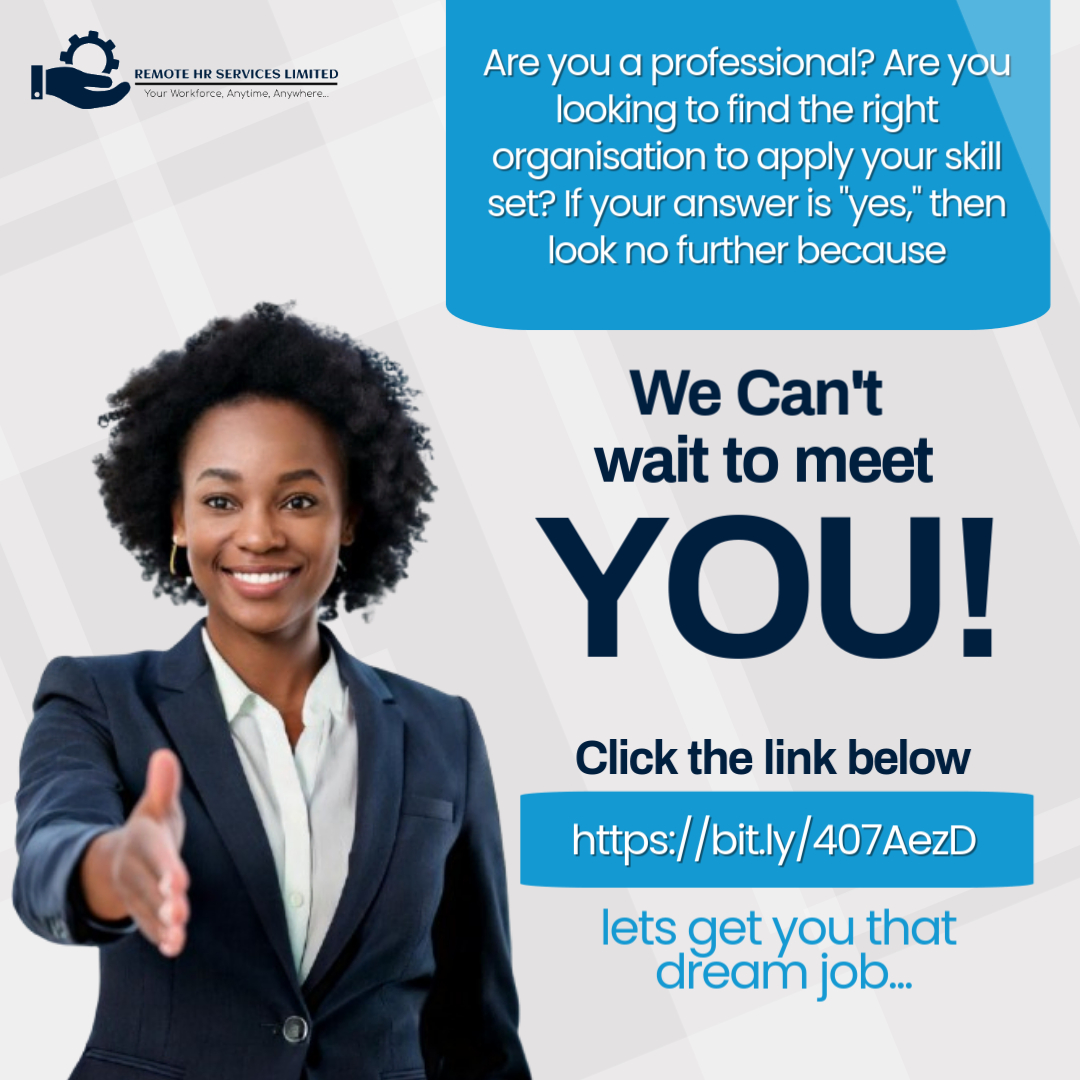 REMOTE HR SERVICES LIMITED
Your Workforce, Anytime, Anywhere...
Are you a professional? Are you
looking to find the right
organisation to apply your skill
set? If your answer is "yes," then
look no further because
We Can't
wait to meet
YOU!
Click the link below
https://bit.ly/407AezD
lets get you that
dream job...